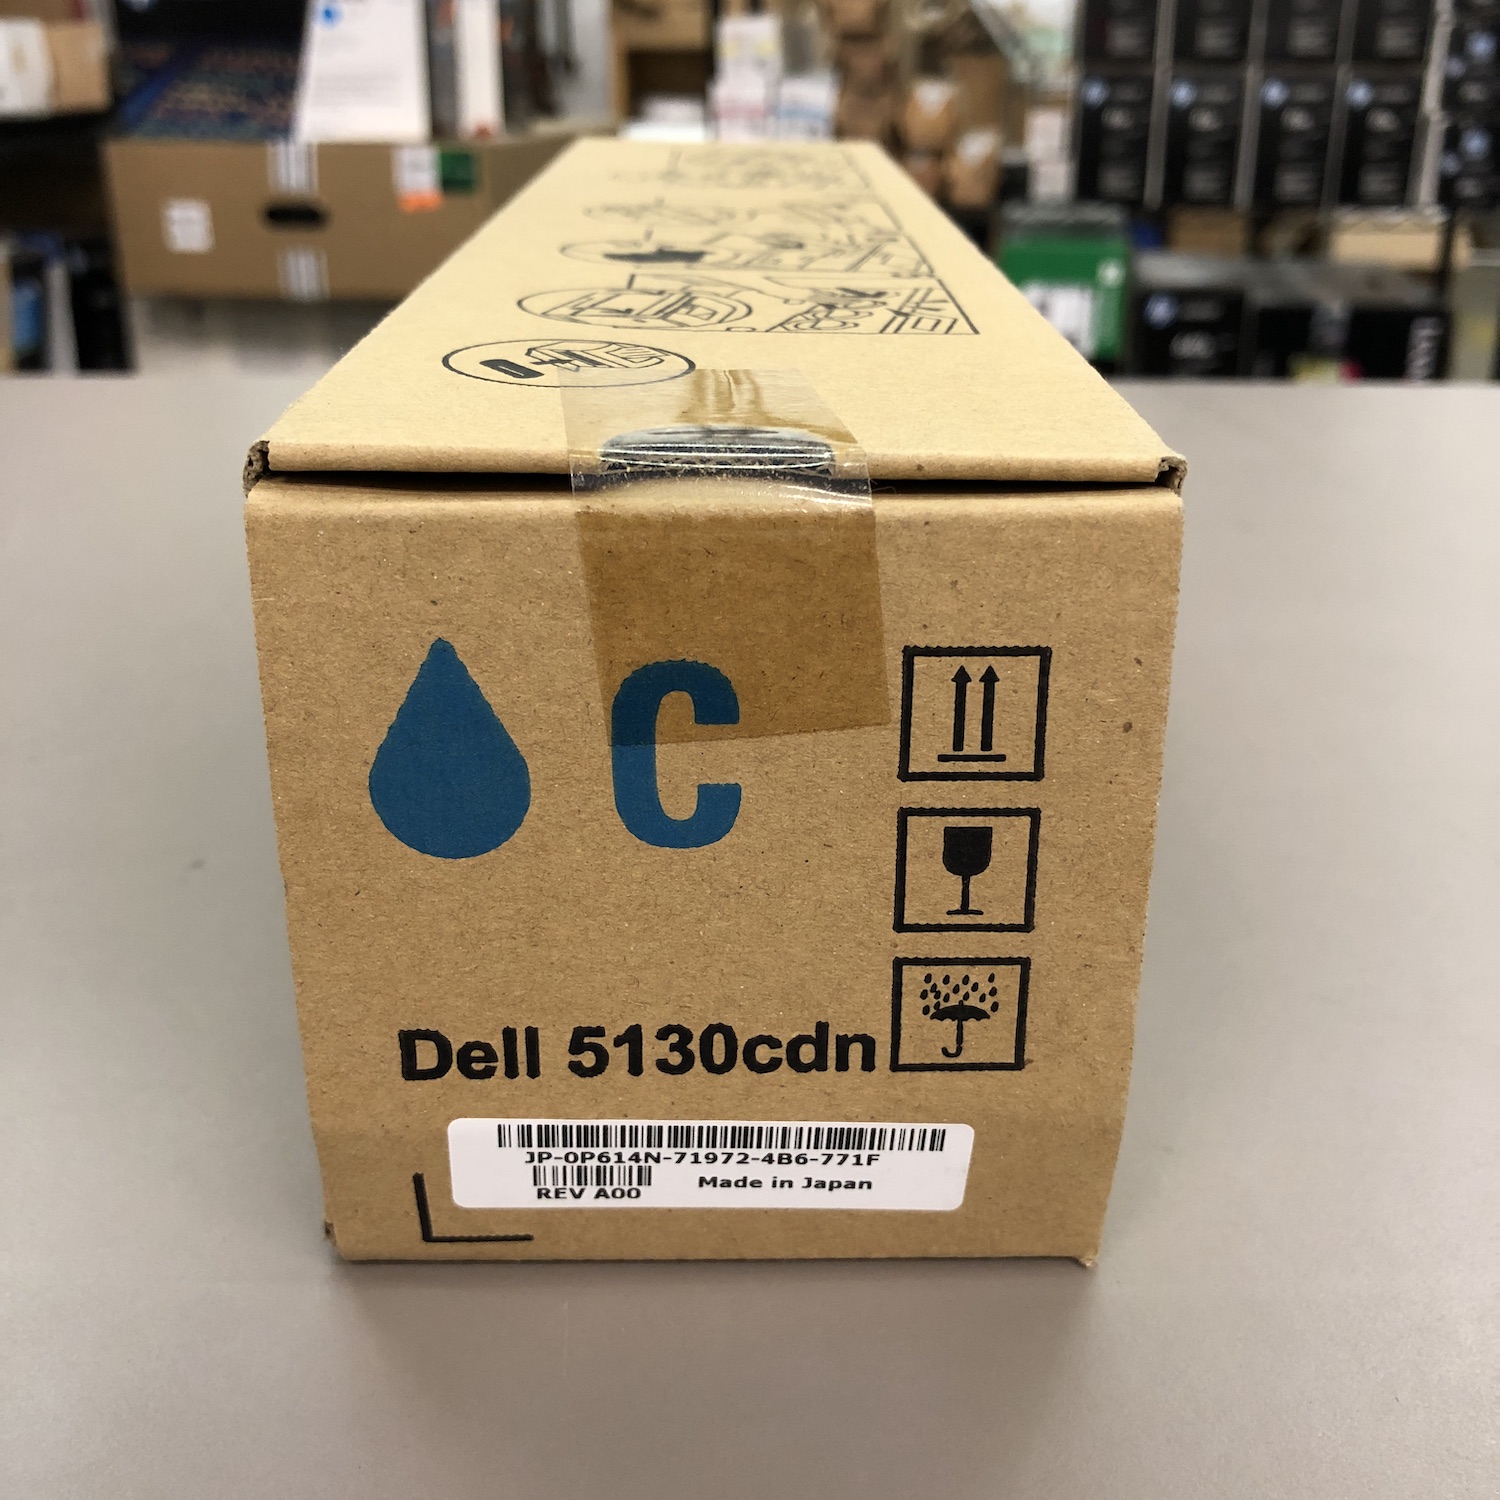 C
Dell 5130cdn
JP-0P614N-71972-4B6-771F
REV A00 Made in Japan